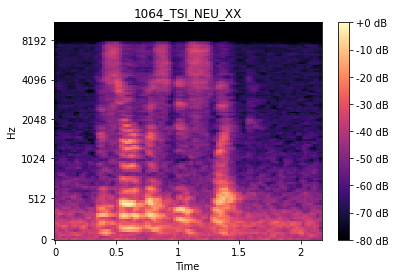 1064_TSI_NEU_XX
+0 dB
8192
-10 dB
4096
-20 dB
-30 dB
2048
-40 dB
Hz
1024
-50 dB
512
-60 dB
-70 dB
0
-80 dB
0
0.5
1
1.5
2
Time